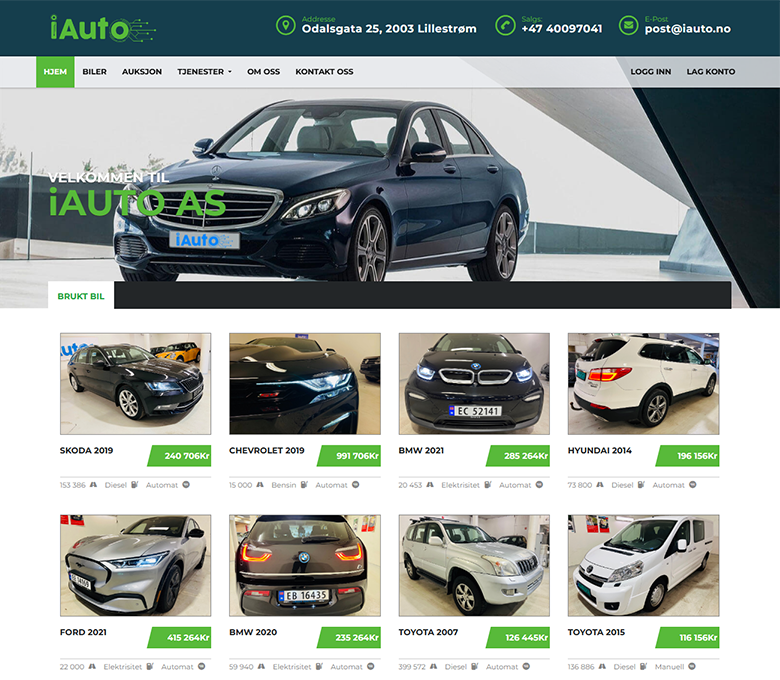 iAuto
Addresse
Odalsgata 25, 2003 Lillestrøm
Salgs:
+47 40097041
E-Post
post@iauto.no
HJEM BILER AUKSJON TJENESTER OM OSS KONTAKT OSS LOGG INN LAG KONTO
VELKOMMEN TIL
iAUTO AS
iAuto
BRUKT BIL
EC 52141
SKODA 2019 240 706Kr
CHEVROLET 2019 991 706Kr
BMW 2021 285 264Kr
HYUNDAI 2014 196 156Kr
153 386 Diesel Automat
15 000 Bensin Automat
20 453 Elektrisitet Automat
73 800 Diesel Automat
EB 16435
FORD 2021 415 264Kr
BMW 2020 235 264Kr
TOYOTA 2007 126 445Kr
TOYOTA 2015 116 156Kr
22 000 Elektrisitet Automat
59 940 Elektrisitet Automat
399 572 Diesel Automat
136 886 Diesel Manuell